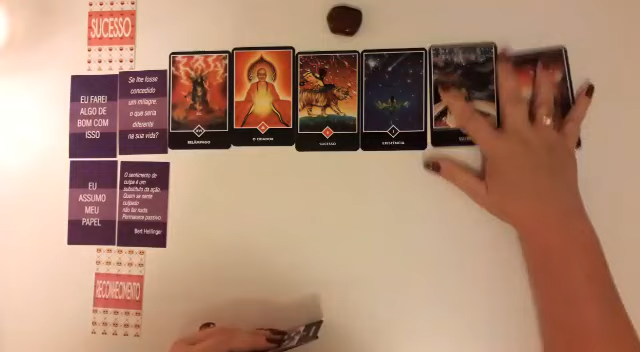 SUCESSO
EU FAREI
ALGO DE
BOM COM
ISSO
Se lhe fosse
concedido
um milagre,
o que seria
diferente
na sua vida?
RELÂMPAGO
O CRIADOR
EXISTÊNCIA
EU
ASSUMO
MEU
PAPEL
O sentimento de
culpa é um
substituto da ação.
Quem se sente
culpado
não faz nada.
Permanece passivo.
Bert Hellinger
RECONHECIMENTO